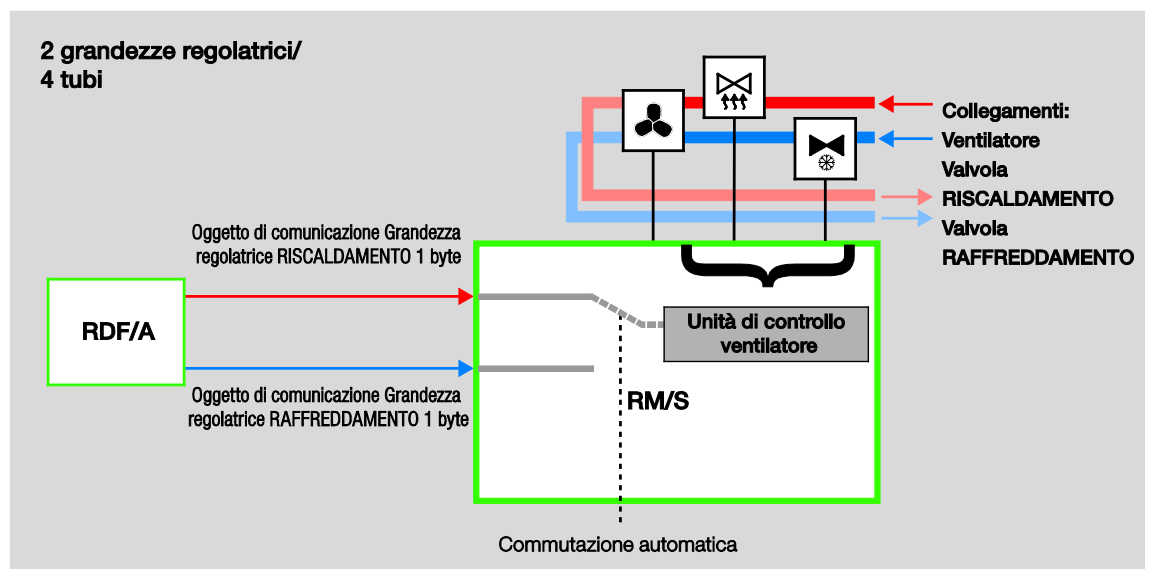 2 grandezze regolatrici/
4 tubi
Collegamenti:
Ventilatore
Valvola
RISCALDAMENTO
Valvola
RAFFREDDAMENTO
Oggetto di comunicazione Grandezza
regolatrice RISCALDAMENTO 1 byte
RDF/A
Unità di controllo
ventilatore
Oggetto di comunicazione Grandezza
regolatrice RAFFREDDAMENTO 1 byte
RM/S
Commutazione automatica